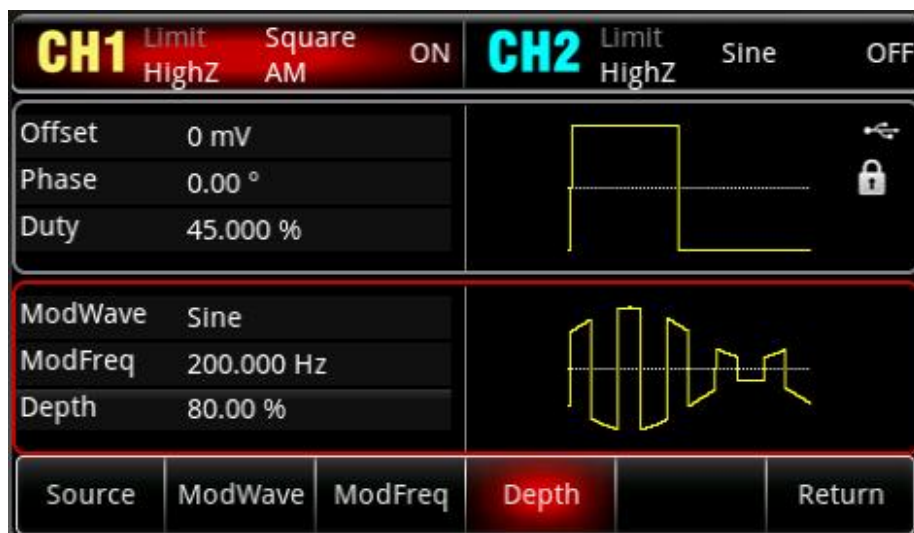 CH1 Limit Square ON CH2 Limit Sine OFF
HighZ AM HighZ
Offset 0 mV
Phase 0.00 °
Duty 45.000 %
ModWave Sine
ModFreq 200.000 Hz
Depth 80.00 %
Source ModWave ModFreq Depth Return